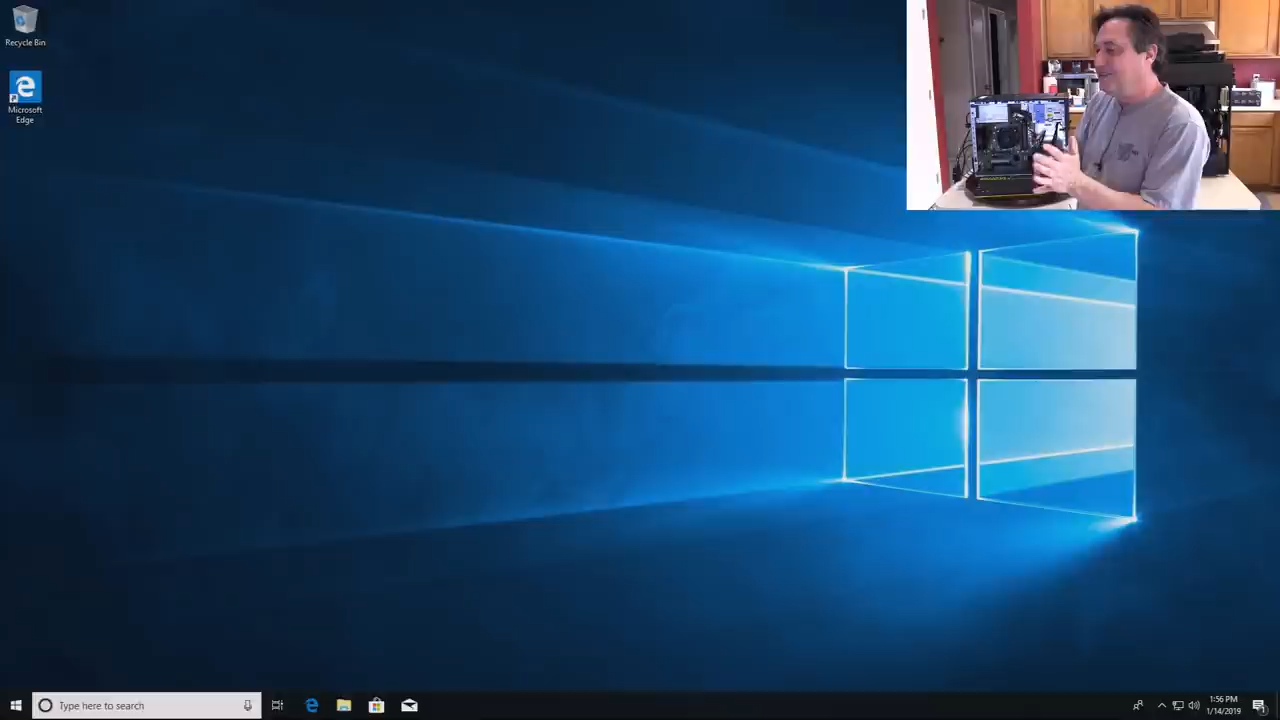 Recycle Bin
Microsoft
Edge
Type here to search
1:56 PM
1/14/2019